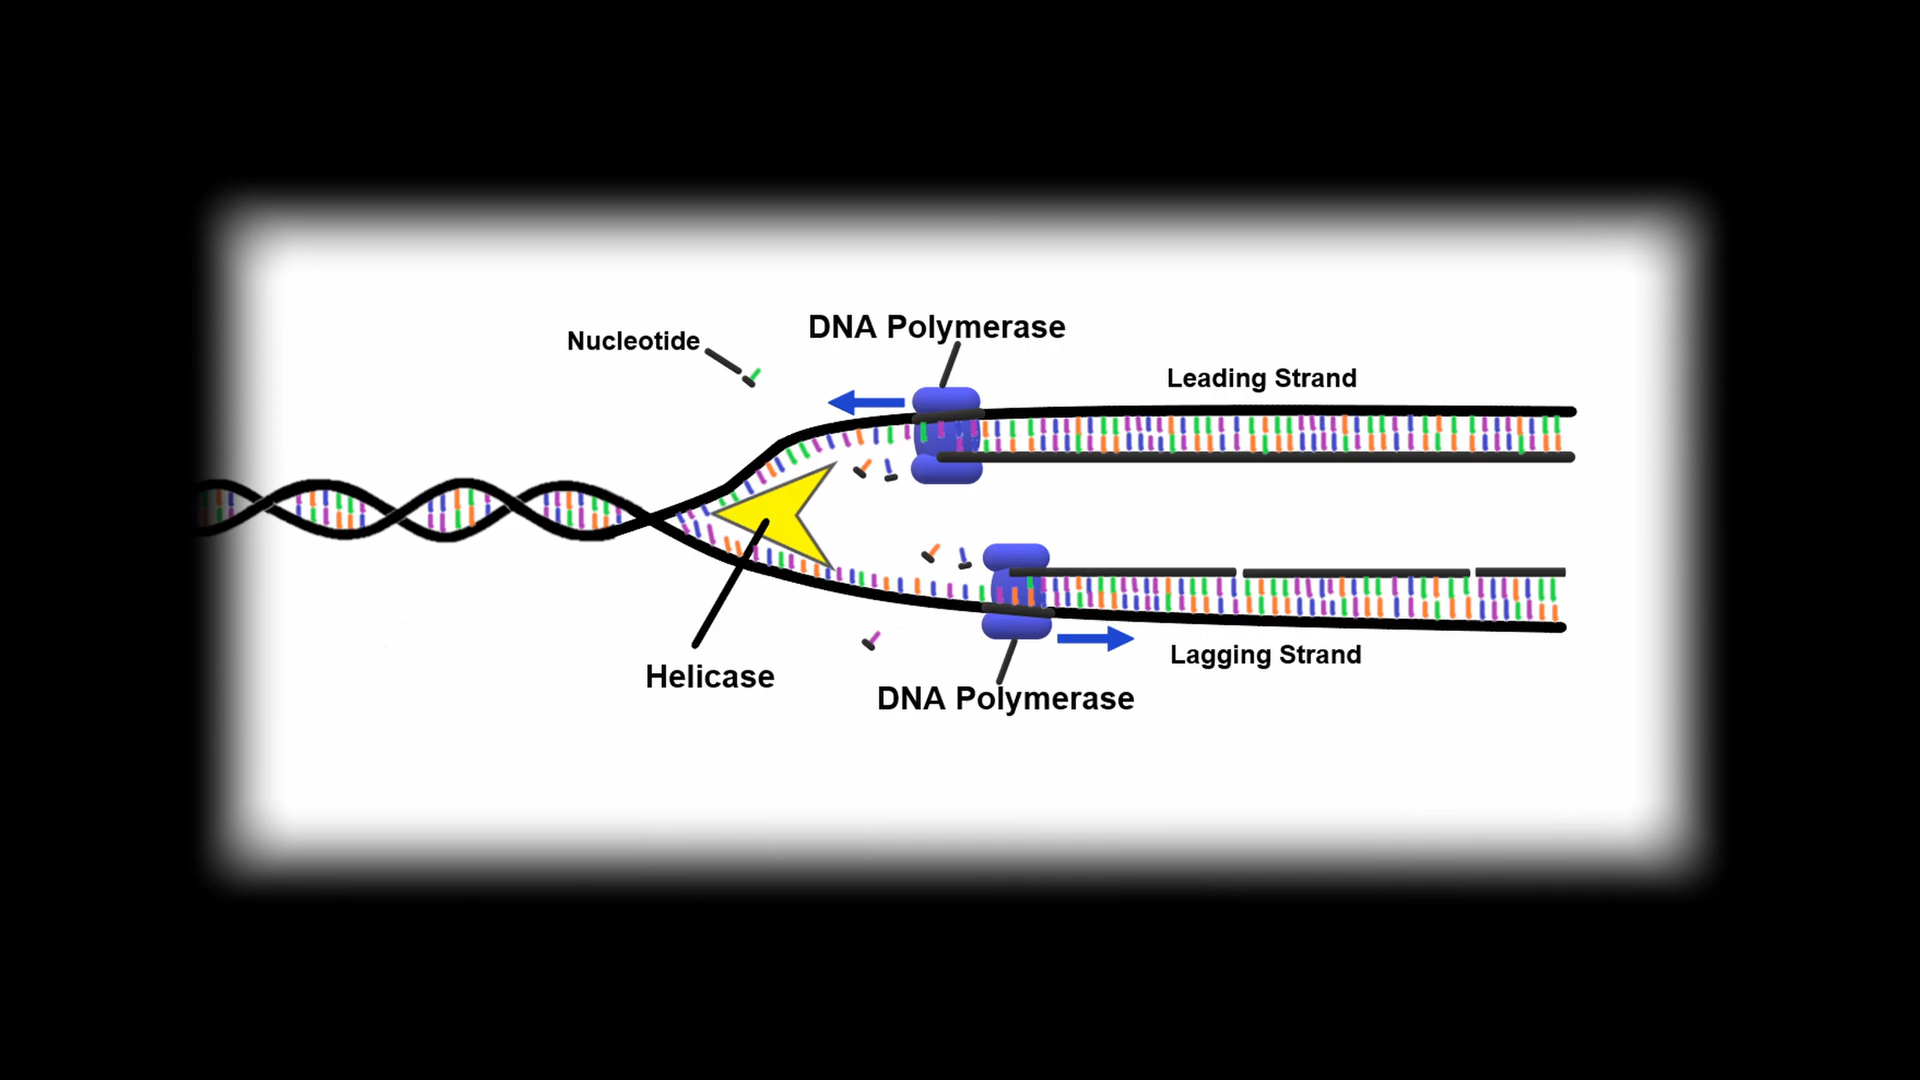 DNA Polymerase
Nucleotide
Leading Strand
Lagging Strand
Helicase
DNA Polymerase